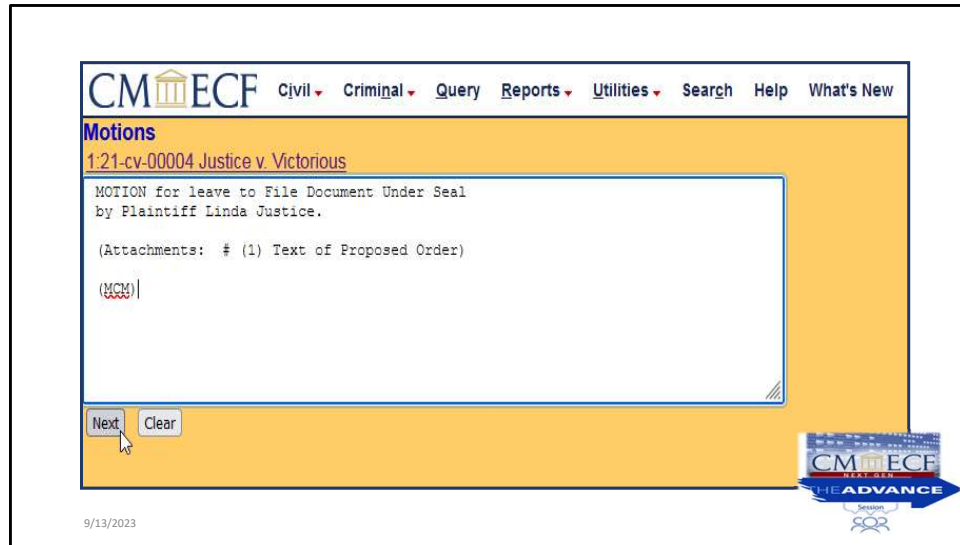 CM ECF Civil Criminal Query Reports Utilities Search Help What's New
Motions
1:21-cv-00004 Justice v. Victorious
MOTION for leave to File Document Under Seal
by Plaintiff Linda Justice.
(Attachments: # (1) Text of Proposed Order)
(MCM)
Next Clear
CM ECF
NEXT GEN
THE ADVANCE
Session
9/13/2023